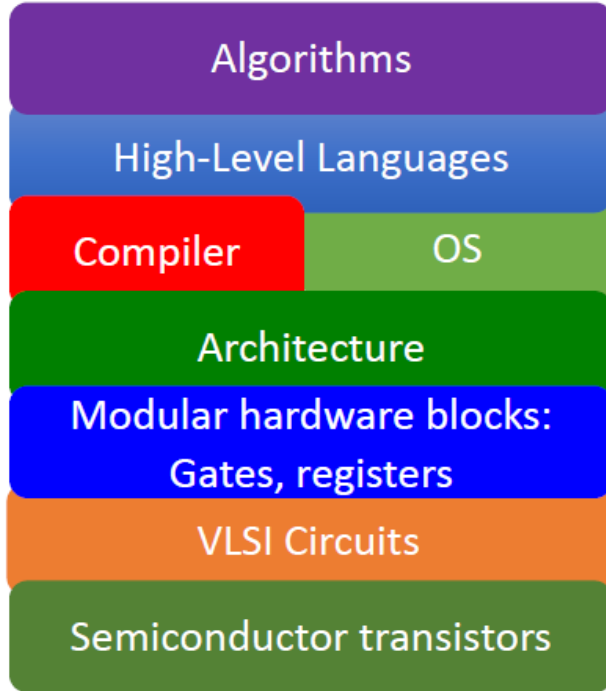 Algorithms
High-Level Languages
Compiler
OS
Architecture
Modular hardware blocks:
Gates, registers
VLSI Circuits
Semiconductor transistors